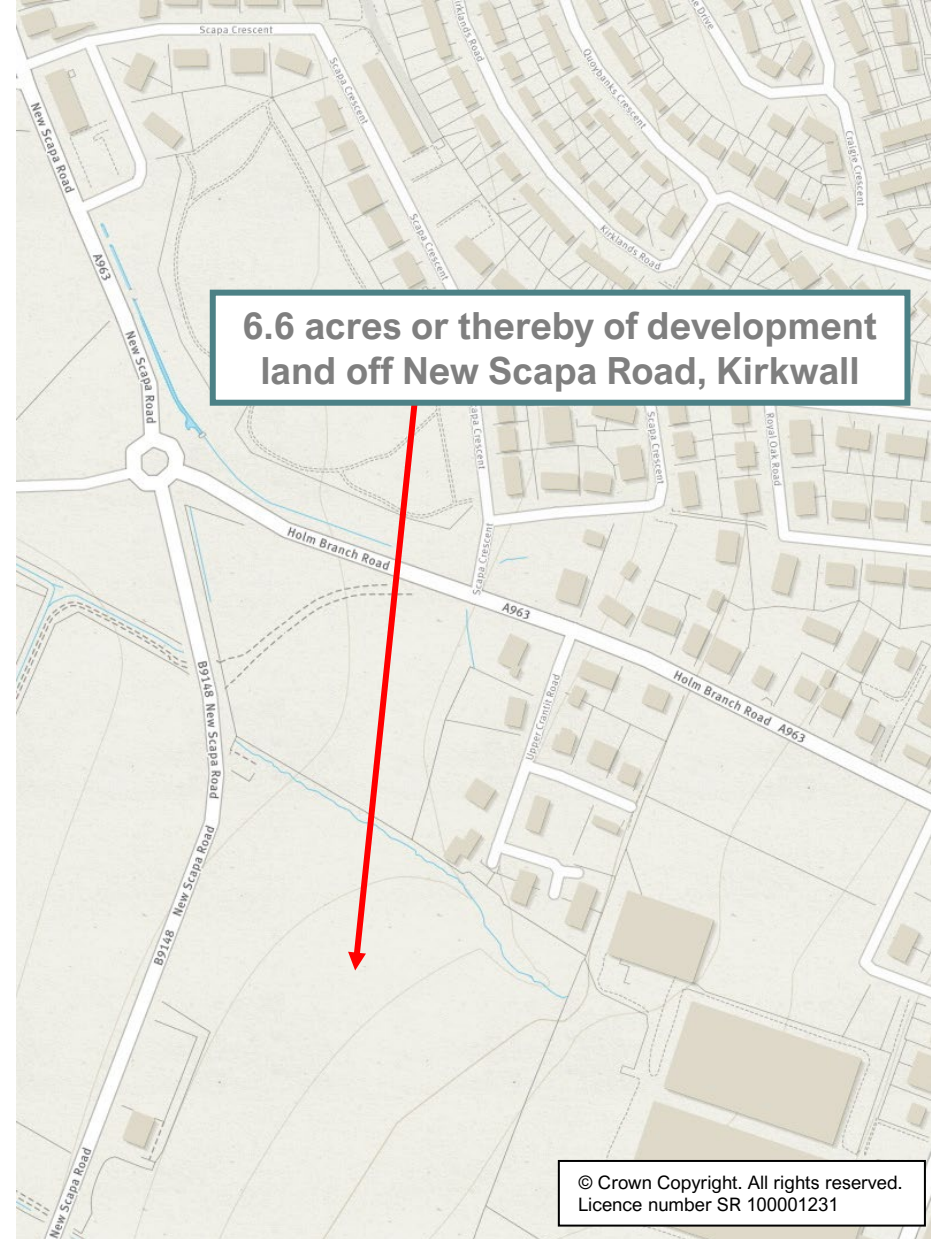 Scapa Crescent
irklands Road
e Drive
Quoybanks Crescent
Scapa Crescent
New Scapa Road
Craigie Crescent
Scapa Crescent
Kirklands Road
A963
6.6 acres or thereby of development
land off New Scapa Road, Kirkwall
New Scapa Road
apa Crescent
Scapa Crescent
Royal Oak Road
Holm Branch Road
Scapa Crescent
A963
Upper Crantit Road
Holm Branch Road A963
B9148 New Scapa Road
B9148 New Scapa Road
New Scapa Road
© Crown Copyright. All rights reserved.
Licence number SR 100001231